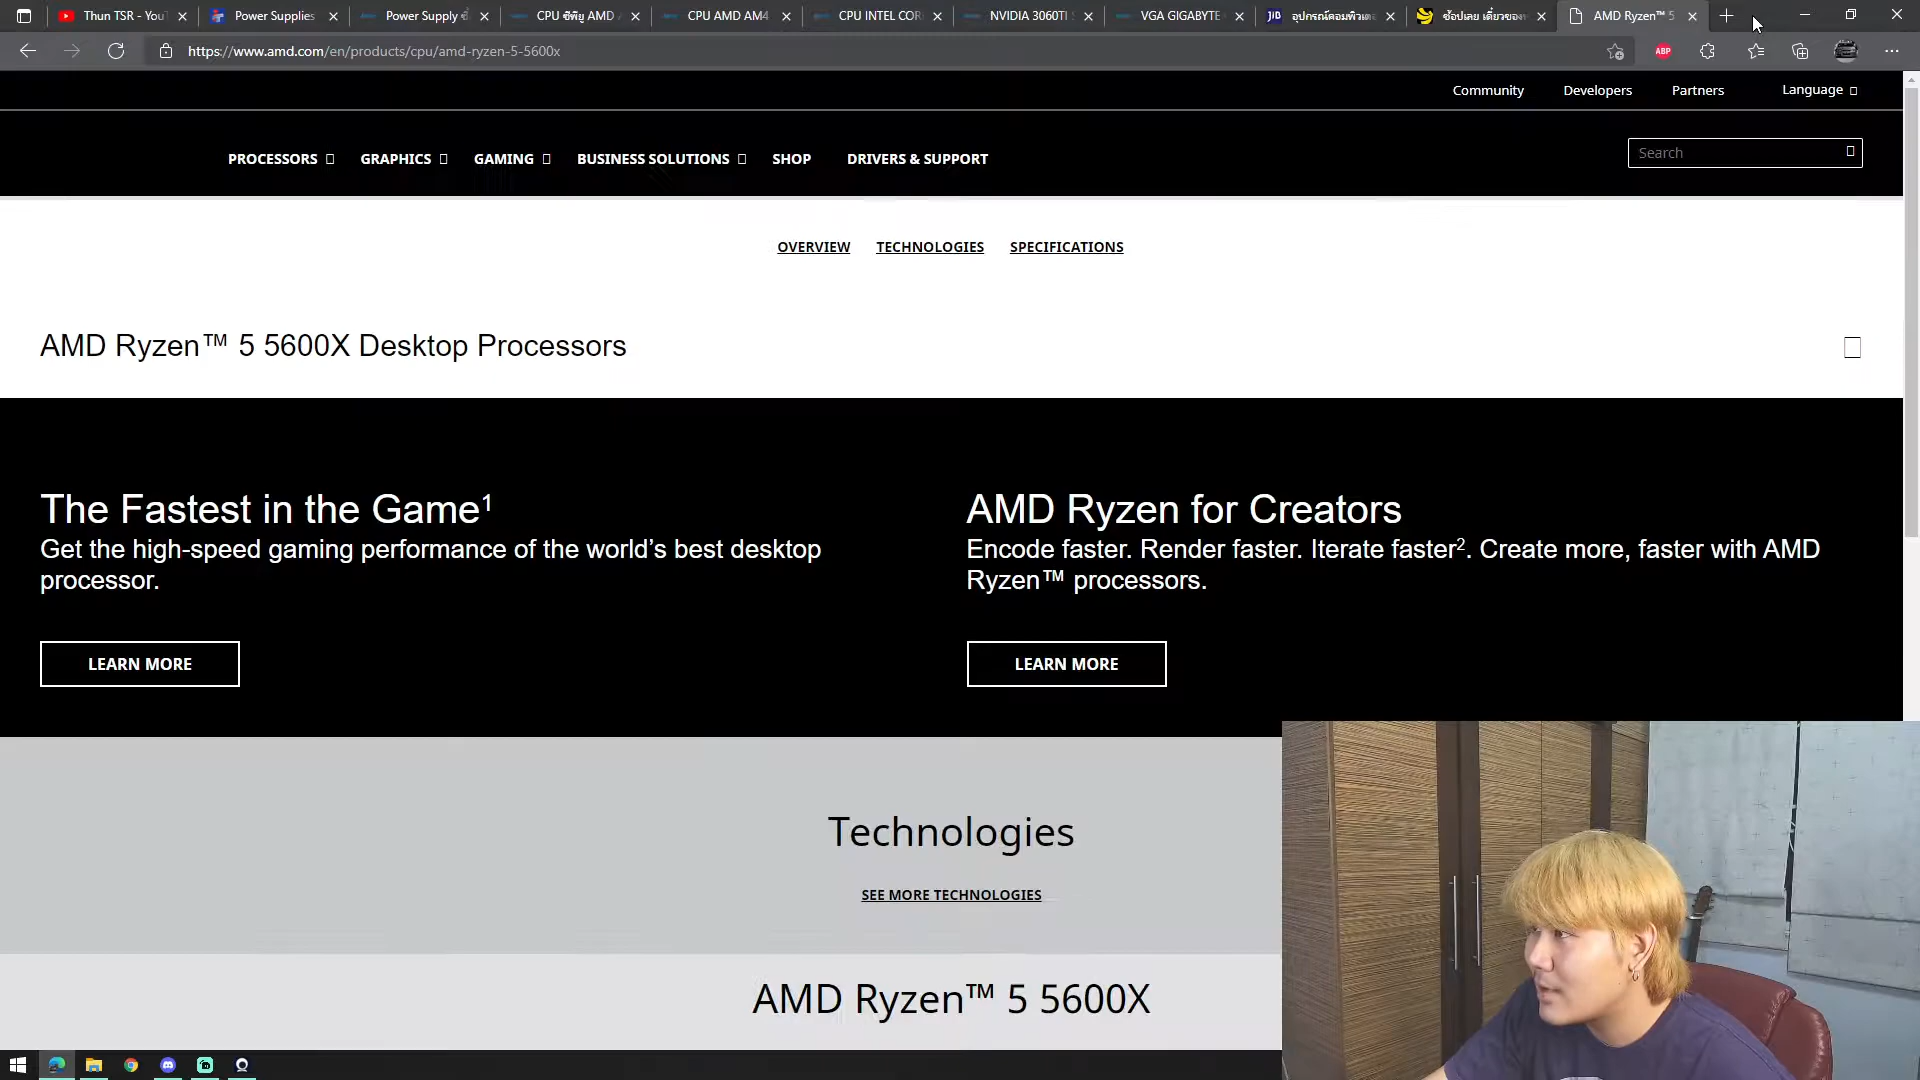 Thun TSR - You
Power Supplies
Power Supply ซื้
CPU ซีพียู AMD
CPU AMD AM4
CPU INTEL COR
NVIDIA 3060TI
VGA GIGABYTE
JIB
อุปกรณ์คอมพิวเตอ
ช้อปเลย เดี๋ยวของ
AMD Ryzen™ 5
https://www.amd.com/en/products/cpu/amd-ryzen-5-5600x
ABP
Community Developers Partners Language
PROCESSORS GRAPHICS GAMING BUSINESS SOLUTIONS SHOP DRIVERS & SUPPORT
Search
OVERVIEW TECHNOLOGIES SPECIFICATIONS
AMD Ryzen™ 5 5600X Desktop Processors
The Fastest in the Game¹
Get the high-speed gaming performance of the world’s best desktop
processor.
LEARN MORE
AMD Ryzen for Creators
Encode faster. Render faster. Iterate faster². Create more, faster with AMD
Ryzen™ processors.
LEARN MORE
Technologies
SEE MORE TECHNOLOGIES
AMD Ryzen™ 5 5600X